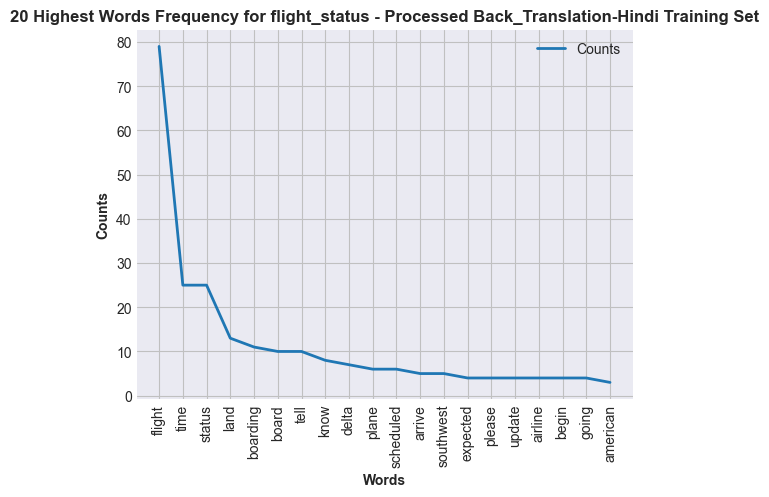 20 Highest Words Frequency for flight_status - Processed Back_Translation-Hindi Training Set
Counts
80
70
60
50
40
30
20
10
0
Counts
flight
time
status
land
boarding
board
tell
know
delta
plane
scheduled
arrive
southwest
expected
please
update
airline
begin
going
american
Words